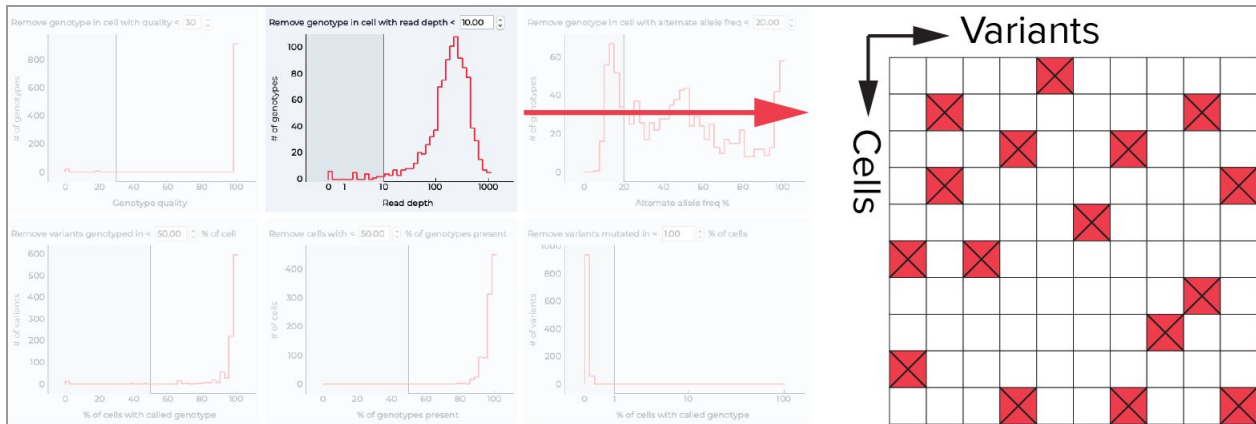 Remove genotype in cell with quality < 30
# of genotypes
800
600
400
200
0
0 20 40 60 80 100
Genotype quality
Remove genotype in cell with read depth < 10.00
# of genotypes
100
80
60
40
20
0
0 1 10 100 1000
Read depth
Remove genotype in cell with alternate allele freq < 20.00
# of genotypes
60
40
20
0
0 20 40 60 80 100
Alternate allele freq %
Remove variants genotyped in < 50.00 % of cell
# of variants
600
500
400
300
200
100
0
0 20 40 60 80 100
% of cells with called genotype
Remove cells with < 50.00 % of genotypes present
# of cells
400
300
200
100
0
0 20 40 60 80 100
% of genotypes present
Remove variants mutated in < 1.00 % of cells
# of variants
1000
800
600
400
200
0
0 1 10 100
% of cells with called genotype
Variants
Cells